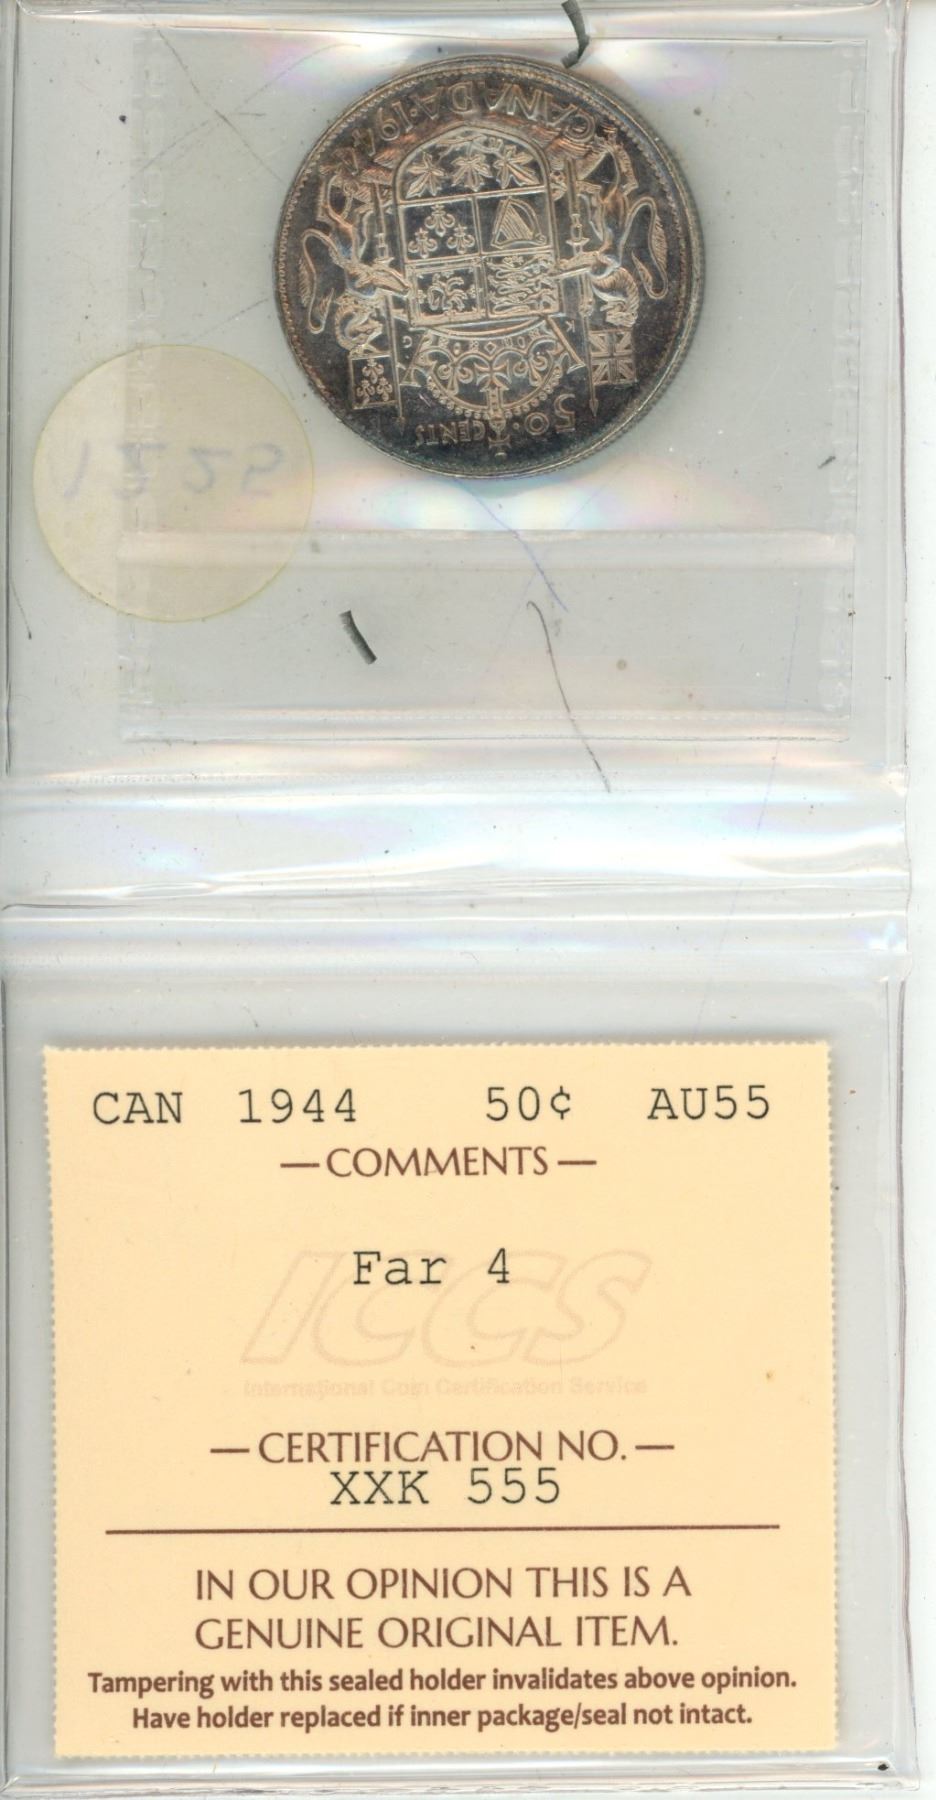 CANADA·1944
K G
50·CENTS
CAN 1944 50¢ AU55
—COMMENTS—
Far 4
ICCS
International Coin Certification Service
—CERTIFICATION NO.—
XXK 555
IN OUR OPINION THIS IS A
GENUINE ORIGINAL ITEM.
Tampering with this sealed holder invalidates above opinion.
Have holder replaced if inner package/seal not intact.